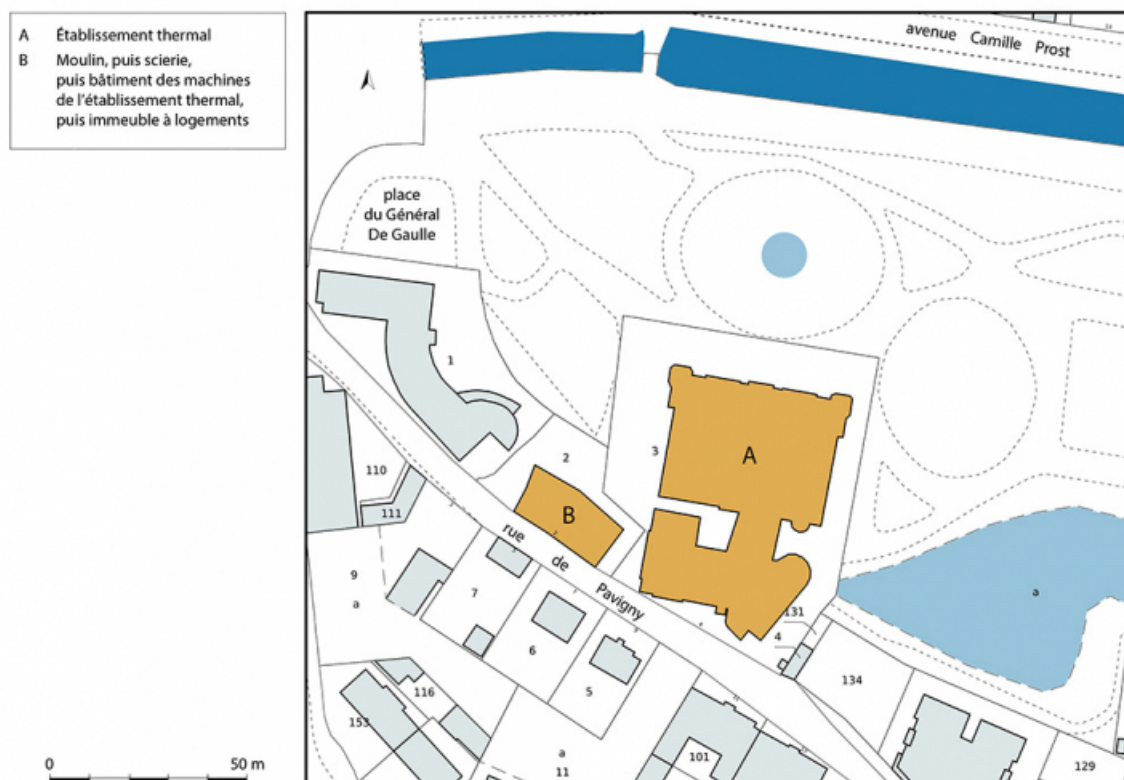 A Établissement thermal
B Moulin, puis scierie,
puis bâtiment des machines
de l'établissement thermal,
puis immeuble à logements
avenue Camille Prost
place
du Général
De Gaulle
1
A
3
2
110
B
111
rue de Pavigny
9
a
7
a
131
4
6
134
5
116
153
a
11
101
129
0 50 m